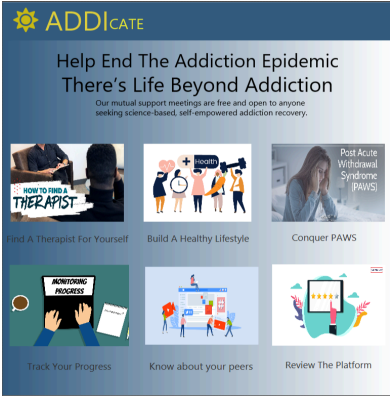 ADDICATE
Help End The Addiction Epidemic
There's Life Beyond Addiction
Our mutual support meetings are free and open to anyone
seeking science-based, self-empowered addiction recovery.
HOW TO FIND A
THERAPIST
Find A Therapist For Yourself
Health
Build A Healthy Lifestyle
Post Acute
Withdrawal
Syndrome
(PAWS)
Conquer PAWS
MONITORING
PROGRESS
Track Your Progress
Know about your peers
Review The Platform